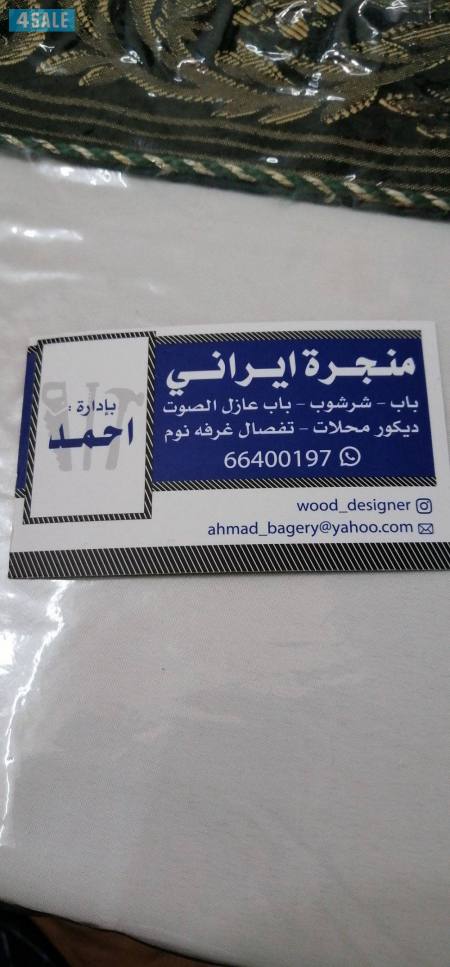 4SALE
منجرة ايراني
باب - شرشوب - باب عازل الصوت
ديكور محلات - تفصال غرفه نوم
66400197
بإدارة :
احمد
wood_designer
ahmad_bagery@yahoo.com